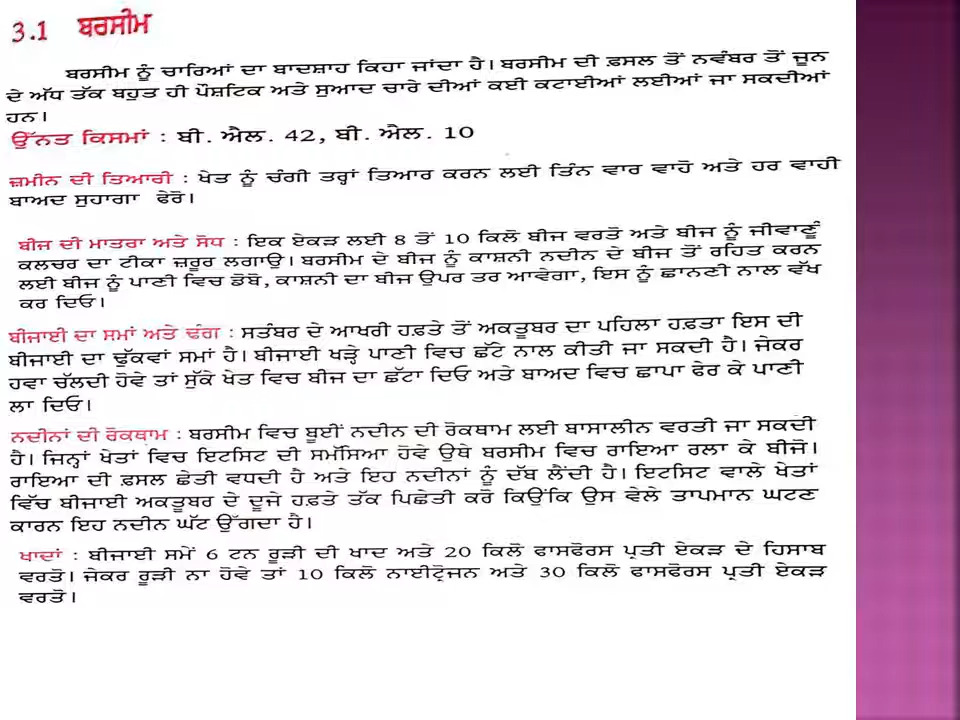 3.1 ਬਰਸੀਮ
ਬਰਸੀਮ ਨੂੰ ਚਾਰਿਆਂ ਦਾ ਬਾਦਸ਼ਾਹ ਕਿਹਾ ਜਾਂਦਾ ਹੈ। ਬਰਸੀਮ ਦੀ ਫ਼ਸਲ ਤੋਂ ਨਵੰਬਰ ਤੋਂ ਜੂਨ
ਦੇ ਅੱਧ ਤੱਕ ਬਹੁਤ ਹੀ ਪੌਸ਼ਟਿਕ ਅਤੇ ਸੁਆਦ ਚਾਰੇ ਦੀਆਂ ਕਈ ਕਟਾਈਆਂ ਲਈਆਂ ਜਾ ਸਕਦੀਆਂ
ਹਨ।
ਉੱਨਤ ਕਿਸਮਾਂ : ਬੀ. ਐਲ. 42, ਬੀ. ਐਲ. 10
ਜ਼ਮੀਨ ਦੀ ਤਿਆਰੀ : ਖੇਤ ਨੂੰ ਚੰਗੀ ਤਰ੍ਹਾਂ ਤਿਆਰ ਕਰਨ ਲਈ ਤਿੰਨ ਵਾਰ ਵਾਹੋ ਅਤੇ ਹਰ ਵਾਹੀ
ਬਾਅਦ ਸੁਹਾਗਾ ਫੇਰੋ।
ਬੀਜ ਦੀ ਮਾਤਰਾ ਅਤੇ ਸੋਧ : ਇਕ ਏਕੜ ਲਈ 8 ਤੋਂ 10 ਕਿਲੋ ਬੀਜ ਵਰਤੋ ਅਤੇ ਬੀਜ ਨੂੰ ਜੀਵਾਣੂੰ
ਕਲਚਰ ਦਾ ਟੀਕਾ ਜ਼ਰੂਰ ਲਗਾਉ। ਬਰਸੀਮ ਦੇ ਬੀਜ ਨੂੰ ਕਾਸ਼ਨੀ ਨਦੀਨ ਦੇ ਬੀਜ ਤੋਂ ਰਹਿਤ ਕਰਨ
ਲਈ ਬੀਜ ਨੂੰ ਪਾਣੀ ਵਿਚ ਡੋਬੋ, ਕਾਸ਼ਨੀ ਦਾ ਬੀਜ ਉਪਰ ਤਰ ਆਵੇਗਾ, ਇਸ ਨੂੰ ਛਾਨਣੀ ਨਾਲ ਵੱਖ
ਕਰ ਦਿਓ।
ਬੀਜਾਈ ਦਾ ਸਮਾਂ ਅਤੇ ਢੰਗ : ਸਤੰਬਰ ਦੇ ਆਖਰੀ ਹਫ਼ਤੇ ਤੋਂ ਅਕਤੂਬਰ ਦਾ ਪਹਿਲਾ ਹਫ਼ਤਾ ਇਸ ਦੀ
ਬੀਜਾਈ ਦਾ ਢੁੱਕਵਾਂ ਸਮਾਂ ਹੈ। ਬੀਜਾਈ ਖੜ੍ਹੇ ਪਾਣੀ ਵਿਚ ਛੱਟੇ ਨਾਲ ਕੀਤੀ ਜਾ ਸਕਦੀ ਹੈ। ਜੇਕਰ
ਹਵਾ ਚੱਲਦੀ ਹੋਵੇ ਤਾਂ ਸੁੱਕੇ ਖੇਤ ਵਿਚ ਬੀਜ ਦਾ ਛੱਟਾ ਦਿਓ ਅਤੇ ਬਾਅਦ ਵਿਚ ਛਾਪਾ ਫੇਰ ਕੇ ਪਾਣੀ
ਲਾ ਦਿਓ।
ਨਦੀਨਾਂ ਦੀ ਰੋਕਥਾਮ : ਬਰਸੀਮ ਵਿਚ ਬੂਈਂ ਨਦੀਨ ਦੀ ਰੋਕਥਾਮ ਲਈ ਬਾਸਾਲੀਨ ਵਰਤੀ ਜਾ ਸਕਦੀ
ਹੈ। ਜਿਨ੍ਹਾਂ ਖੇਤਾਂ ਵਿਚ ਇਟਸਿਟ ਦੀ ਸਮੱਸਿਆ ਹੋਵੇ ਉਥੇ ਬਰਸੀਮ ਵਿਚ ਰਾਇਆ ਰਲਾ ਕੇ ਬੀਜੋ।
ਰਾਇਆ ਦੀ ਫ਼ਸਲ ਛੇਤੀ ਵਧਦੀ ਹੈ ਅਤੇ ਇਹ ਨਦੀਨਾਂ ਨੂੰ ਦੱਬ ਲੈਂਦੀ ਹੈ। ਇਟਸਿਟ ਵਾਲੇ ਖੇਤਾਂ
ਵਿੱਚ ਬੀਜਾਈ ਅਕਤੂਬਰ ਦੇ ਦੂਜੇ ਹਫ਼ਤੇ ਤੱਕ ਪਿਛੇਤੀ ਕਰੋ ਕਿਉਂਕਿ ਉਸ ਵੇਲੇ ਤਾਪਮਾਨ ਘਟਣ
ਕਾਰਨ ਇਹ ਨਦੀਨ ਘੱਟ ਉੱਗਦਾ ਹੈ।
ਖਾਦਾਂ : ਬੀਜਾਈ ਸਮੇਂ 6 ਟਨ ਰੂੜੀ ਦੀ ਖਾਦ ਅਤੇ 20 ਕਿਲੋ ਫਾਸਫੋਰਸ ਪ੍ਰਤੀ ਏਕੜ ਦੇ ਹਿਸਾਬ
ਵਰਤੋ। ਜੇਕਰ ਰੂੜੀ ਨਾ ਹੋਵੇ ਤਾਂ 10 ਕਿਲੋ ਨਾਈਟ੍ਰੋਜਨ ਅਤੇ 30 ਕਿਲੋ ਫਾਸਫੋਰਸ ਪ੍ਰਤੀ ਏਕੜ
ਵਰਤੋ।